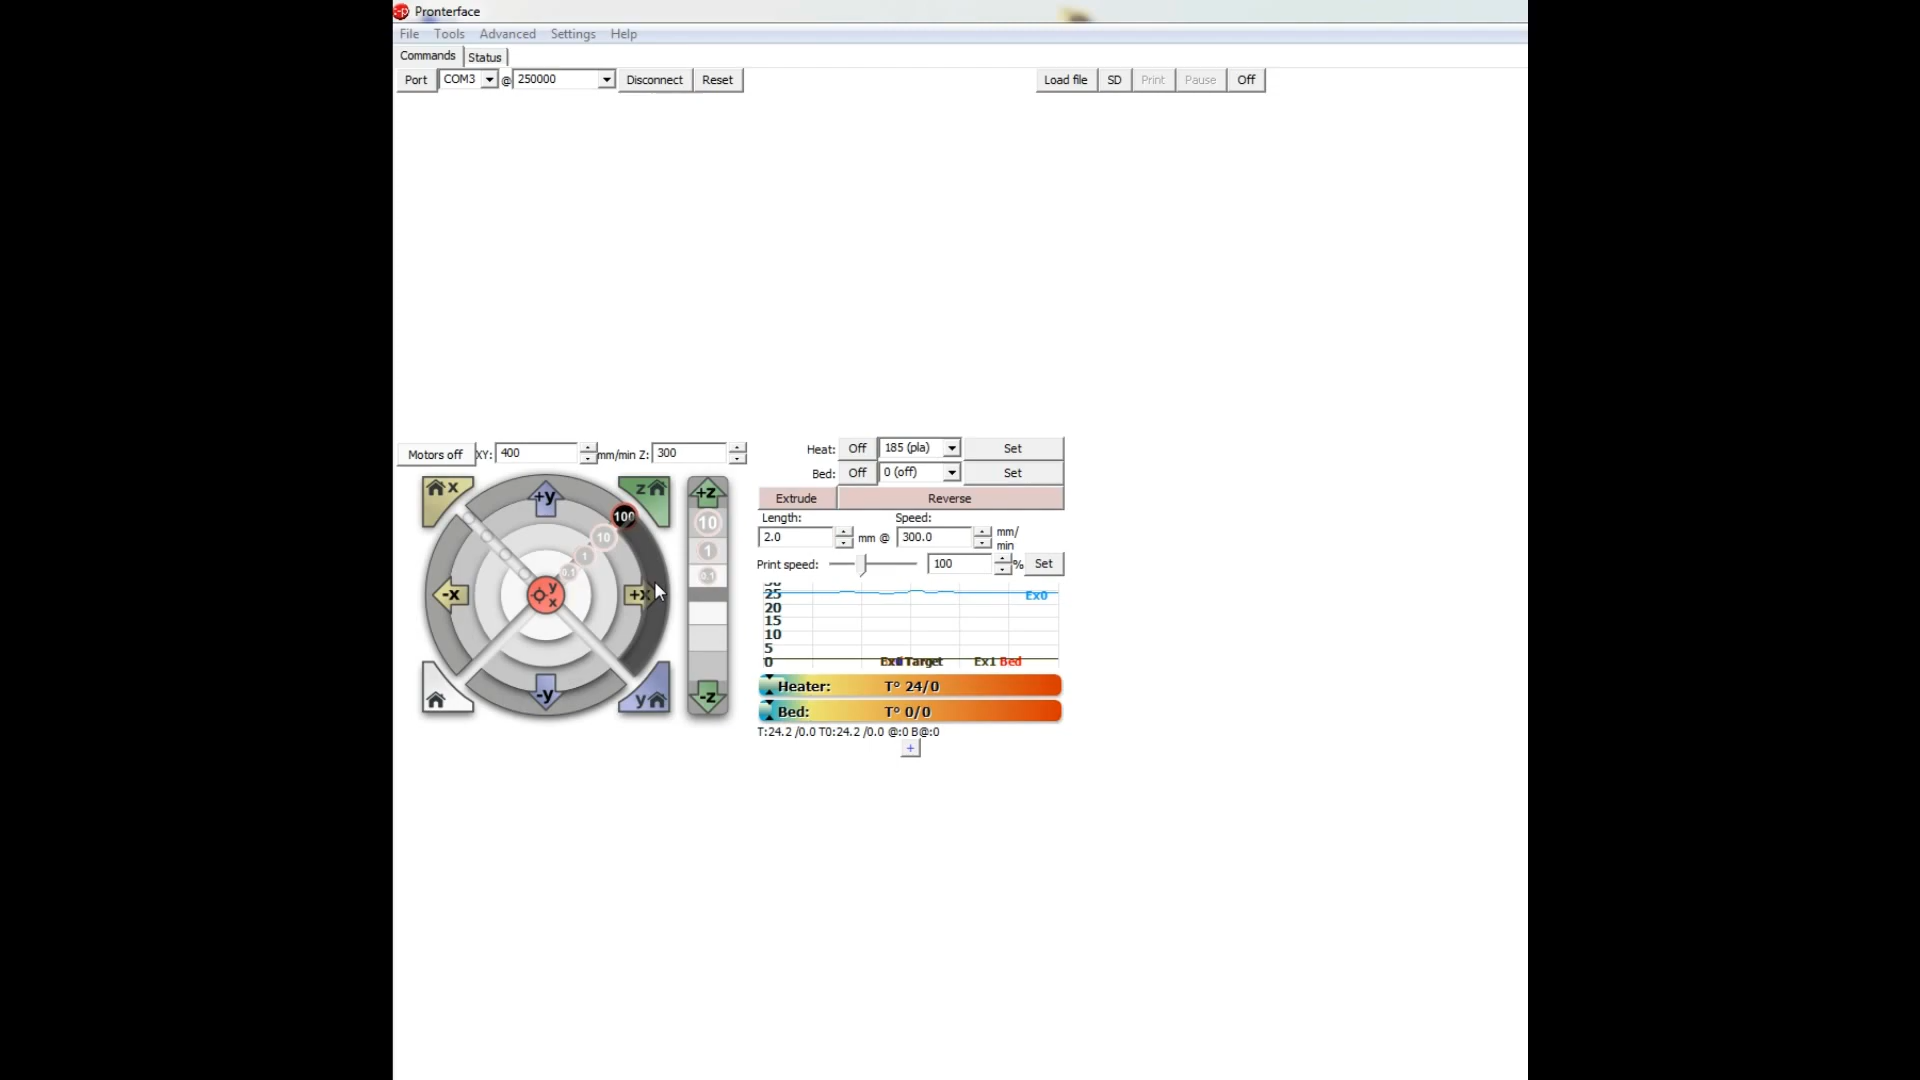 Pronterface
File Tools Advanced Settings Help
Commands Status
Port COM3 @ 250000 Disconnect Reset Load file SD Print Pause Off
Motors off XY: 400 mm/min Z: 300
Heat: Off 185 (pla) Set
Bed: Off 0 (off) Set
Extrude Reverse
Length: Speed:
2.0 mm @ 300.0 mm/
min
Print speed: 100 % Set
x z
+y +z
100 10
10 1
1 0.1
0.1
-x y x +x
-y -z
y
25 Ex0
20
15
10
5
0 Target Ex1 Bed
Heater: T° 24/0
Bed: T° 0/0
T:24.2 /0.0 T0:24.2 /0.0 @:0 B@:0
+